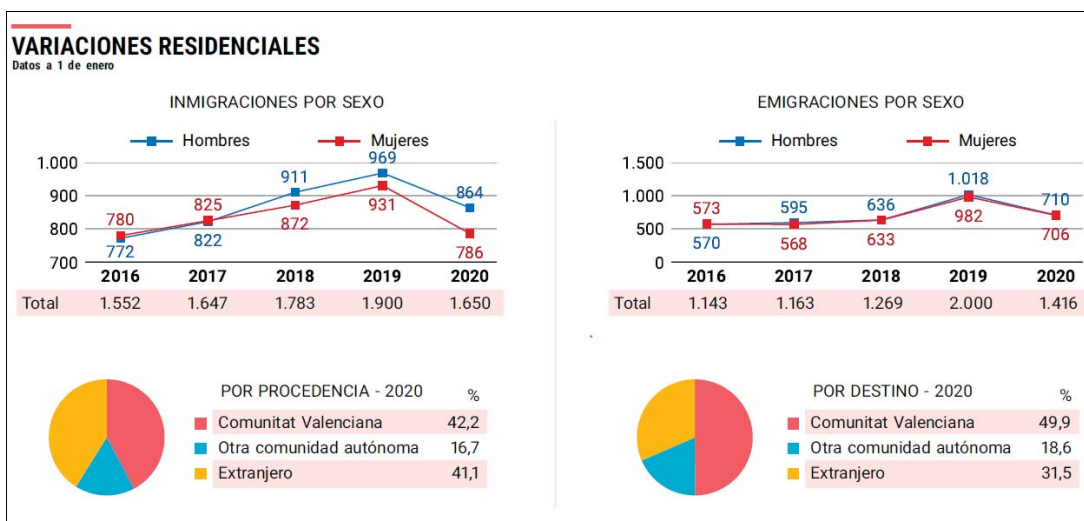 VARIACIONES RESIDENCIALES
Datos a 1 de enero
INMIGRACIONES POR SEXO
Hombres Mujeres
1.000
900
800
700
969
911
864
780 825
931
872
772 822
786
2016 2017 2018 2019 2020
Total 1.552 1.647 1.783 1.900 1.650
POR PROCEDENCIA - 2020 %
Comunitat Valenciana 42,2
Otra comunidad autónoma 16,7
Extranjero 41,1
EMIGRACIONES POR SEXO
Hombres Mujeres
1.500
1.000
500
0
1.018
573 595 636 710
570 568 633 982 706
2016 2017 2018 2019 2020
Total 1.143 1.163 1.269 2.000 1.416
POR DESTINO - 2020 %
Comunitat Valenciana 49,9
Otra comunidad autónoma 18,6
Extranjero 31,5